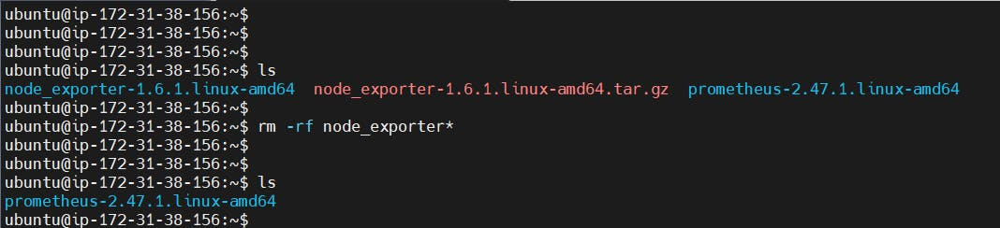 ubuntu@ip-172-31-38-156:~$
ubuntu@ip-172-31-38-156:~$
ubuntu@ip-172-31-38-156:~$
ubuntu@ip-172-31-38-156:~$ ls
node_exporter-1.6.1.linux-amd64  node_exporter-1.6.1.linux-amd64.tar.gz  prometheus-2.47.1.linux-amd64
ubuntu@ip-172-31-38-156:~$
ubuntu@ip-172-31-38-156:~$ rm -rf node_exporter*
ubuntu@ip-172-31-38-156:~$
ubuntu@ip-172-31-38-156:~$
ubuntu@ip-172-31-38-156:~$ ls
prometheus-2.47.1.linux-amd64
ubuntu@ip-172-31-38-156:~$